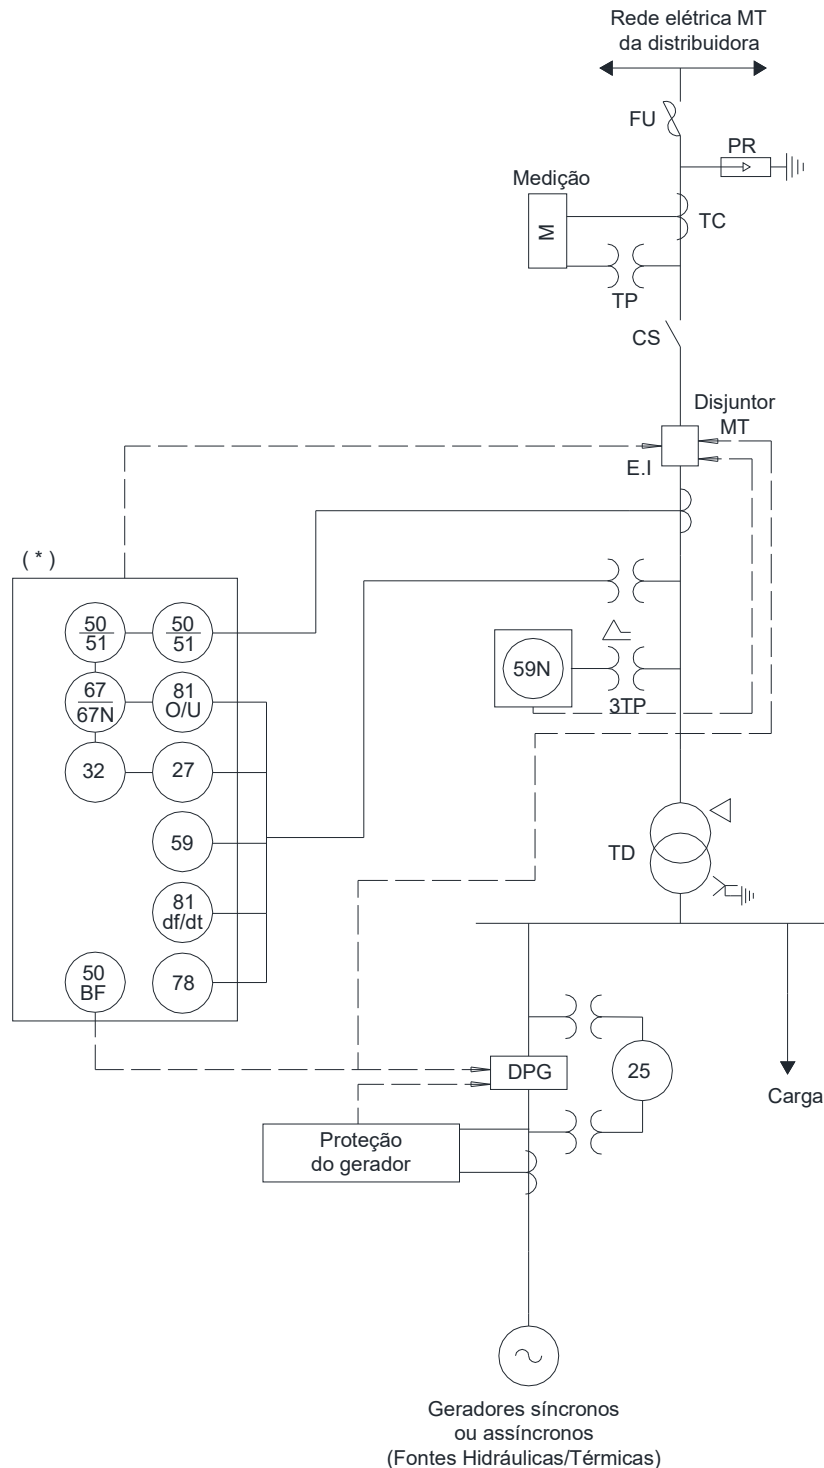 Rede elétrica MT
da distribuidora
FU
PR
Medição
M
TC
TP
CS
Disjuntor
MT
E.I
( * )
50
51
50
51
67
67N
81
O/U
59N
3TP
32
27
59
TD
81
df/dt
50
BF
78
DPG
25
Carga
Proteção
do gerador
Geradores síncronos
ou assíncronos
(Fontes Hidráulicas/Térmicas)